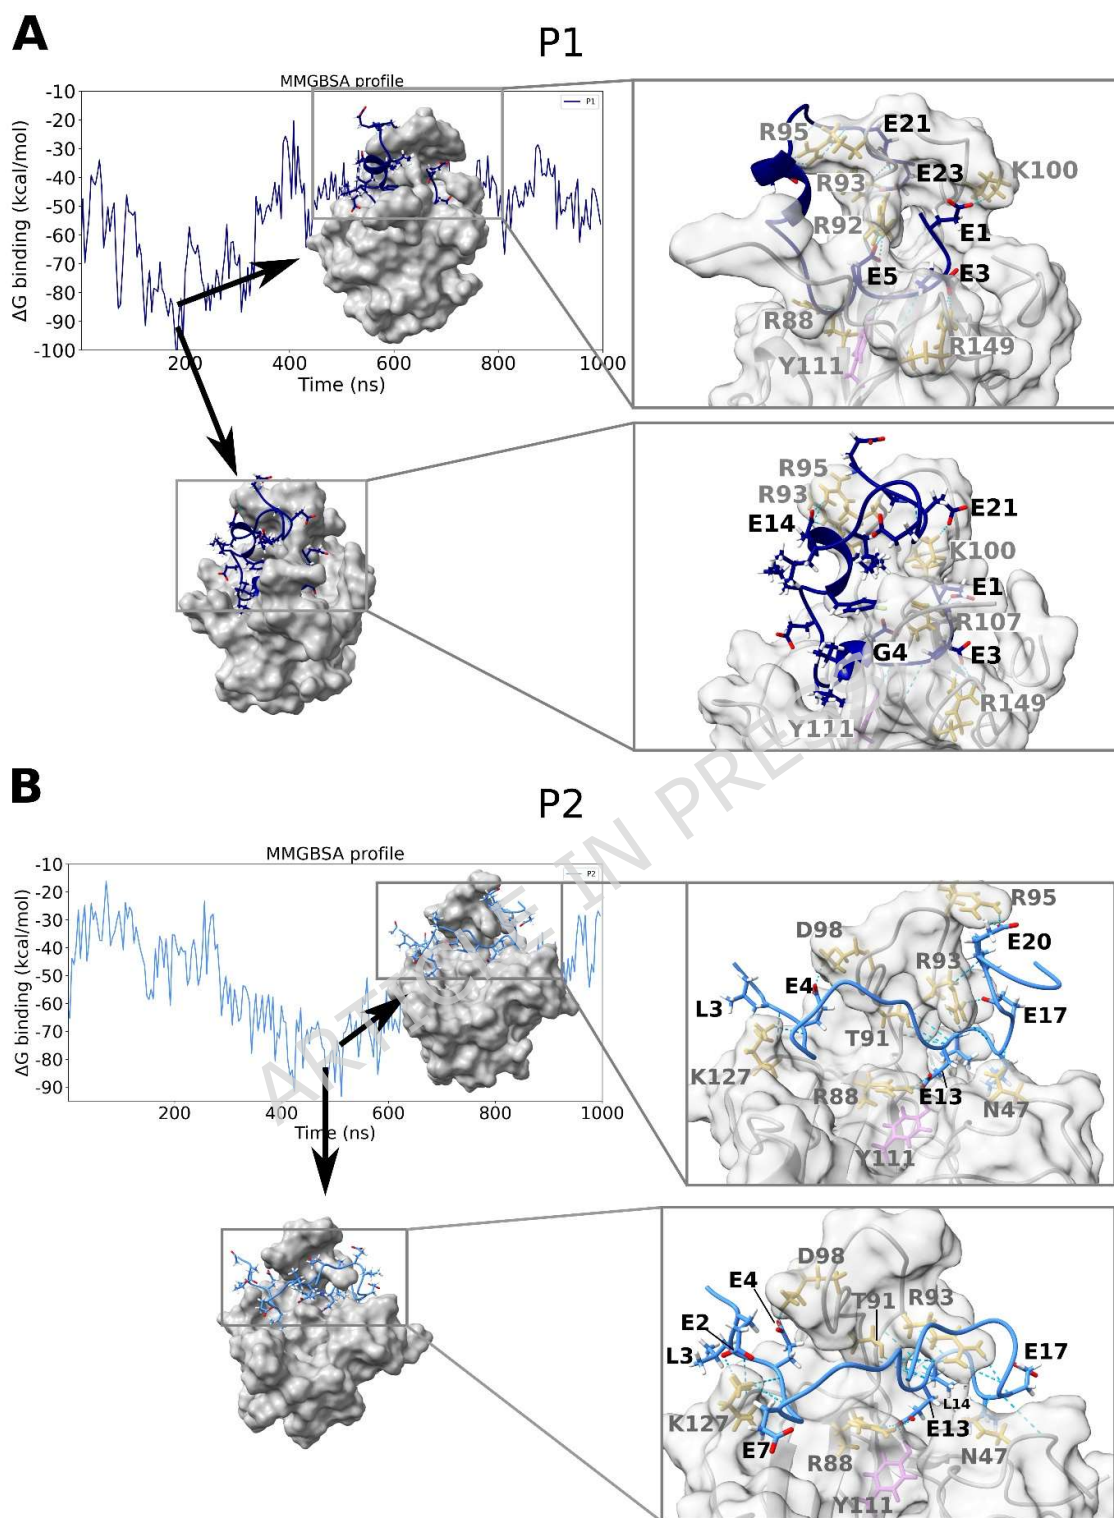 A
P1
MMGBSA profile
P1
ΔG binding (kcal/mol)
-10
-20
-30
-40
-50
-60
-70
-80
-90
-100
200
400
600
800
1000
Time (ns)
R95
E21
R93
E23
K100
R92
E1
E5
E3
R88
Y111
R149
R95
R93
E14
E21
K100
E1
R107
G4
E3
Y111
R149
B
P2
MMGBSA profile
P2
ΔG binding (kcal/mol)
-10
-20
-30
-40
-50
-60
-70
-80
-90
200
400
600
800
1000
Time (ns)
R95
D98
E20
R93
E4
L3
E17
T91
K127
R88
E13
N47
Y111
D98
E4
T91
R93
E2
L3
E17
L14
K127
E13
E7
N47
R88
Y111
ARTICLE IN PRESS